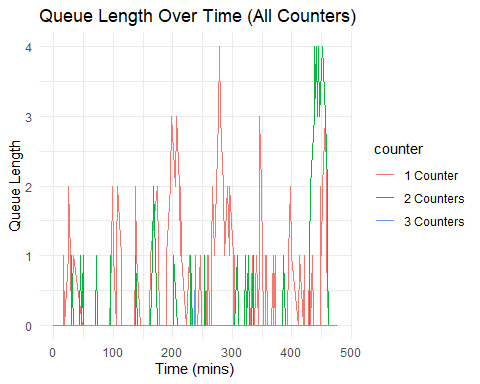 Queue Length Over Time (All Counters)
4
3
2
1
0
Queue Length
0 100 200 300 400 500
Time (mins)
counter
1 Counter
2 Counters
3 Counters